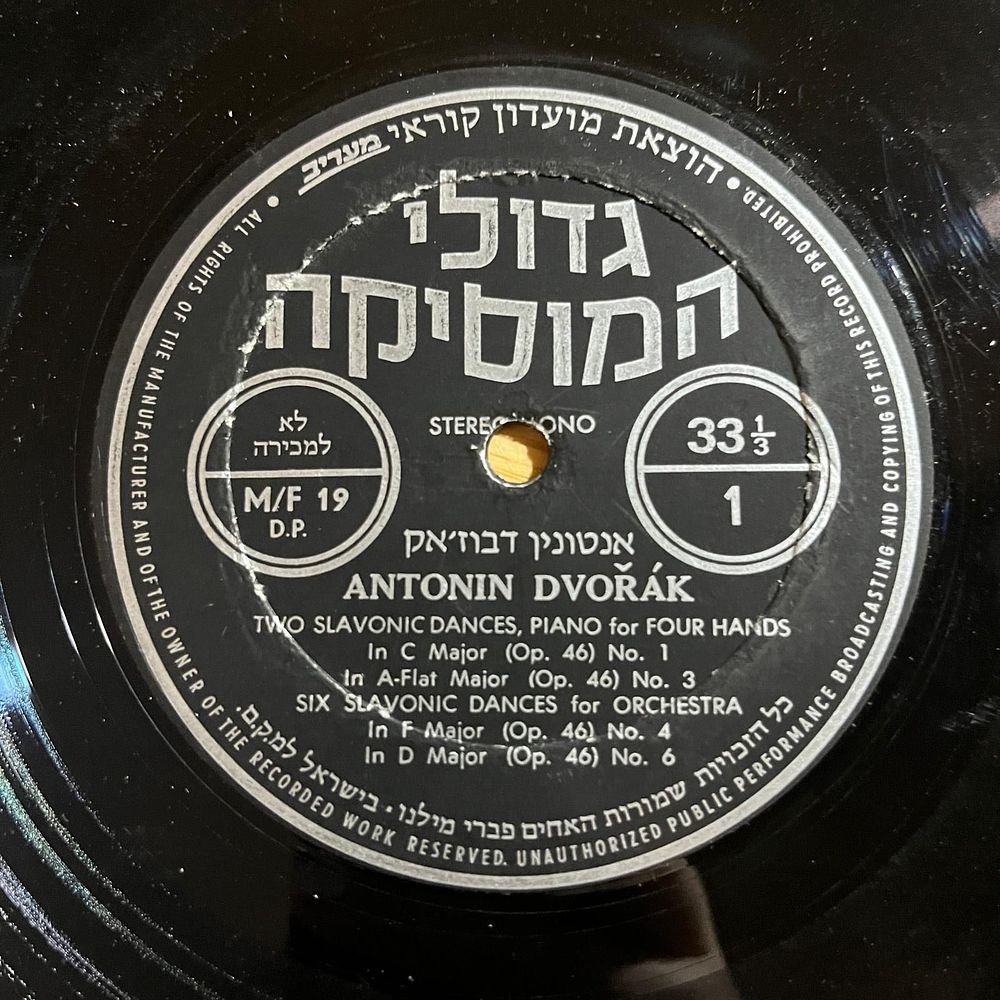 הוצאת מועדון קוראי מעריב
גדולי
המוסיקה
STEREO MONO
לא
למכירה
M/F 19
D.P.
33 1/3
1
אנטונין דבוז׳אק
ANTONIN DVOŘÁK
TWO SLAVONIC DANCES, PIANO for FOUR HANDS
In C Major (Op. 46) No. 1
In A-Flat Major (Op. 46) No. 3
SIX SLAVONIC DANCES for ORCHESTRA
In F Major (Op. 46) No. 4
In D Major (Op. 46) No. 6
כל הזכויות שמורות האחים פברי מילנו • בישראל למ.ק.מ.
• ALL RIGHTS OF THE MANUFACTURER AND OF THE OWNER OF THE RECORDED WORK RESERVED. UNAUTHORIZED PUBLIC PERFORMANCE BROADCASTING AND COPYING OF THIS RECORD PROHIBITED. •